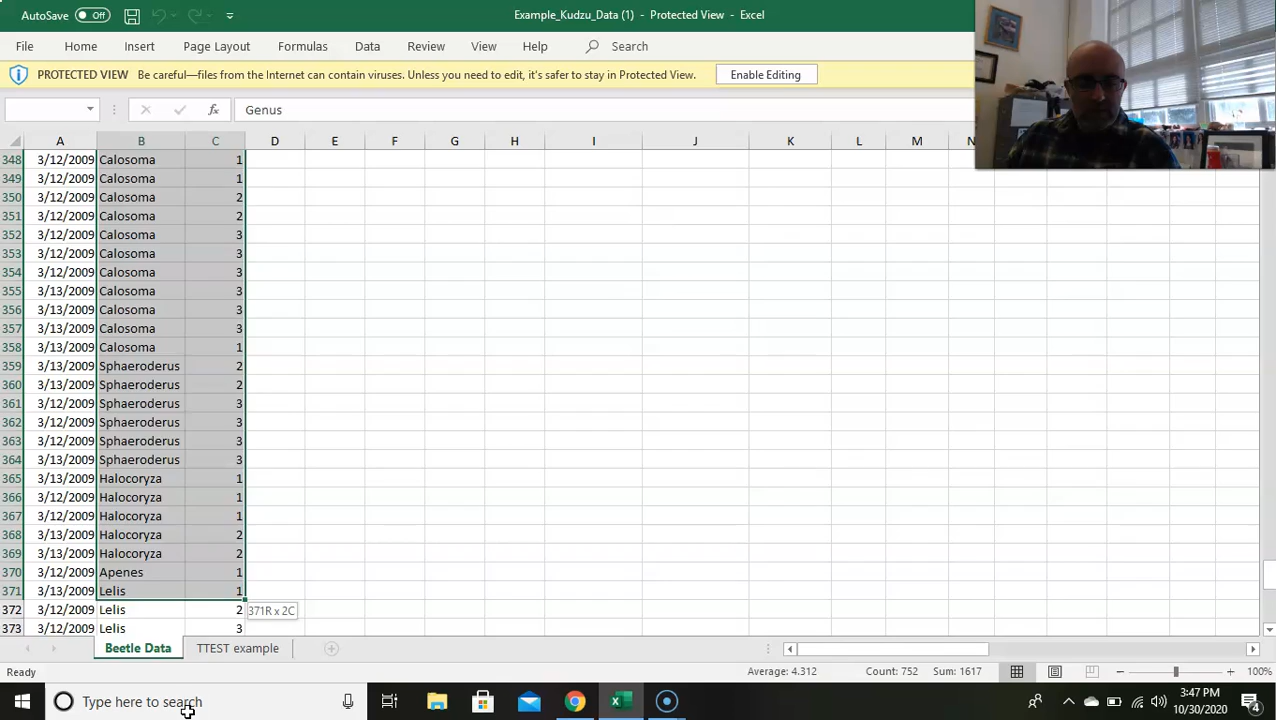 AutoSave Off Example_Kudzu_Data (1) - Protected View - Excel
File Home Insert Page Layout Formulas Data Review View Help Search
PROTECTED VIEW Be careful—files from the Internet can contain viruses. Unless you need to edit, it's safer to stay in Protected View. Enable Editing
fx Genus
A B C D E F G H I J K L M N
348 3/12/2009 Calosoma 1
349 3/12/2009 Calosoma 1
350 3/12/2009 Calosoma 2
351 3/12/2009 Calosoma 2
352 3/12/2009 Calosoma 3
353 3/12/2009 Calosoma 3
354 3/12/2009 Calosoma 3
355 3/13/2009 Calosoma 3
356 3/13/2009 Calosoma 3
357 3/13/2009 Calosoma 3
358 3/13/2009 Calosoma 1
359 3/13/2009 Sphaeroderus 2
360 3/13/2009 Sphaeroderus 2
361 3/12/2009 Sphaeroderus 3
362 3/12/2009 Sphaeroderus 3
363 3/12/2009 Sphaeroderus 3
364 3/13/2009 Sphaeroderus 3
365 3/13/2009 Halocoryza 1
366 3/12/2009 Halocoryza 1
367 3/12/2009 Halocoryza 1
368 3/13/2009 Halocoryza 2
369 3/13/2009 Halocoryza 2
370 3/12/2009 Apenes 1
371 3/13/2009 Lelis 1
372 3/12/2009 Lelis 2 371R x 2C
373 3/12/2009 Lelis 3
Beetle Data TTEST example
Ready Average: 4.312 Count: 752 Sum: 1617 100%
Type here to search 3:47 PM
10/30/2020 4